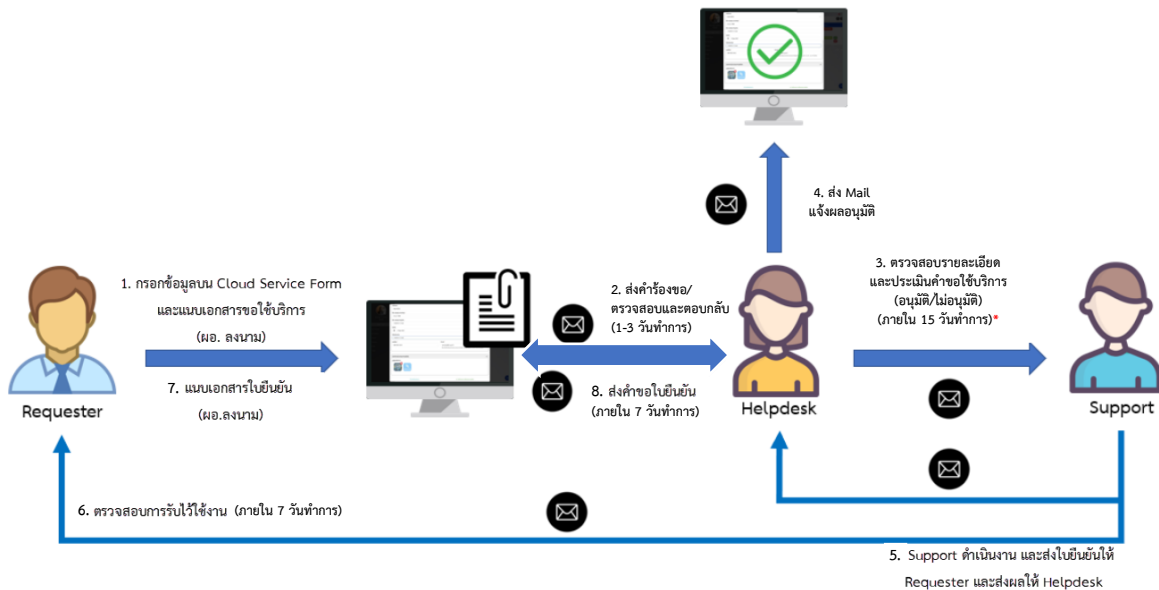 4. ส่ง Mail
แจ้งผลอนุมัติ
1. กรอกข้อมูลบน Cloud Service Form
และแนบเอกสารขอใช้บริการ
(ผอ. ลงนาม)
7. แนบเอกสารใบยืนยัน
(ผอ.ลงนาม)
Requester
2. ส่งคำร้องขอ/
ตรวจสอบและตอบกลับ
(1-3 วันทำการ)
8. ส่งคำขอใบยืนยัน
(ภายใน 7 วันทำการ)
Helpdesk
3. ตรวจสอบรายละเอียด
และประเมินคำขอใช้บริการ
(อนุมัติ/ไม่อนุมัติ)
(ภายใน 15 วันทำการ)*
Support
6. ตรวจสอบการรับไว้ใช้งาน (ภายใน 7 วันทำการ)
5. Support ดำเนินงาน และส่งใบยืนยันให้
Requester และส่งผลให้ Helpdesk